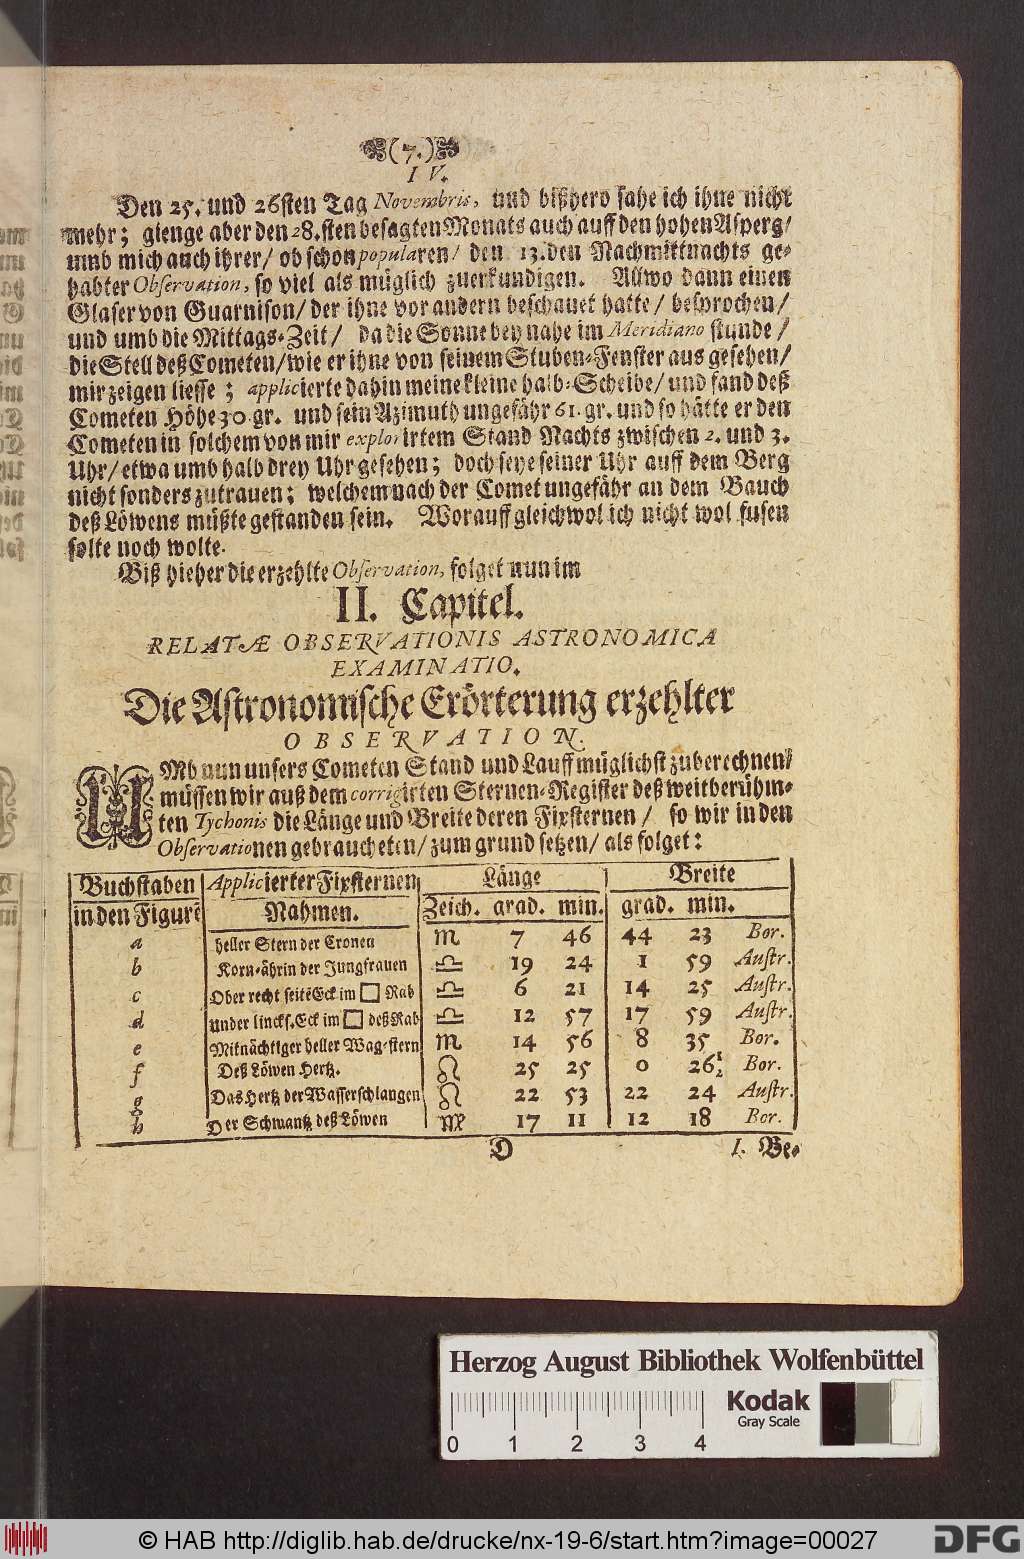 (7.)
I V.
Den 25. und 26sten Tag Novembris, und bißhero sahe ich ihne nicht
mehr; gienge aber den 28.sten besagten Monats auch auff den hohen Asperg/
umb mich auch ihrer/ ob schon popularen/ den 13.den Nachmittnachts ge-
habter Observation, so viel als müglich zuerkundigen. Allwo dann einen
Glaser von Guarnison/ der ihne vor andern beschauet hatte/ besprochen/
und umb die Mittags-Zeit/ da die Sonne bey nahe im Meridiano stunde/
die Stell deß Cometen/ wie er ihne von seinem Stuben-Fenster aus gesehen/
mir zeigen liesse; applicierte dahin meine kleine halb-Scheibe/ und fand deß
Cometen Höhe 30. gr. und sein Azimuth ungefähr 61. gr. und so hätte er den
Cometen in solchem von mir explorirtem Stand Nachts zwischen 2. und 3.
Uhr/ etwa umb halb drey Uhr gesehen; doch seye seiner Uhr auff dem Berg
nicht sonders zutrauen; welchem nach der Comet ungefähr an dem Bauch
deß Löwens müßte gestanden sein. Worauff gleichwol ich nicht wol fusen
solte noch wolte.
Biß hieher die erzehlte Observation, folget nun im
II. Capitel.
RELATÆ OBSERVATIONIS ASTRONOMICA
EXAMINATIO.
Die Astronomische Erörterung erzehlter
OBSERVATION.
UMb nun unsers Cometen Stand und Lauff müglichst zuberechnen/
müssen wir auß dem corrigirten Sternen-Register deß weitberühm-
ten Tychonis die Länge und Breite deren Fixsternen/ so wir in den
Observationen gebraucheten/ zum grund setzen/ als folget:
Buchstaben Applicierter Fixsternen Länge Breite
in den Figurẽ Nahmen. Zeich. grad. min. grad. min.
a heller Stern der Cronen ♏ 7 46 44 23 Bor.
b Korn-ährin der Jungfrauen ♎ 19 24 1 59 Austr.
c Ober recht seitẽ Eck im □ Rab ♎ 6 21 14 25 Austr.
d under lincks. Eck im □ deß Rab ♎ 12 57 17 59 Austr.
e Mitnächtiger heller Wag-stern ♏ 14 56 8 35 Bor.
f Deß Löwen Hertz. ♌ 25 25 0 26½ Bor.
g Das Hertz der Wasserschlangen ♌ 22 53 22 24 Austr.
h Der Schwantz deß Löwen ♍ 17 11 12 18 Bor.
D I. Be-
Herzog August Bibliothek Wolfenbüttel
Kodak
Gray Scale
0 1 2 3 4
© HAB http://diglib.hab.de/drucke/nx-19-6/start.htm?image=00027
DFG